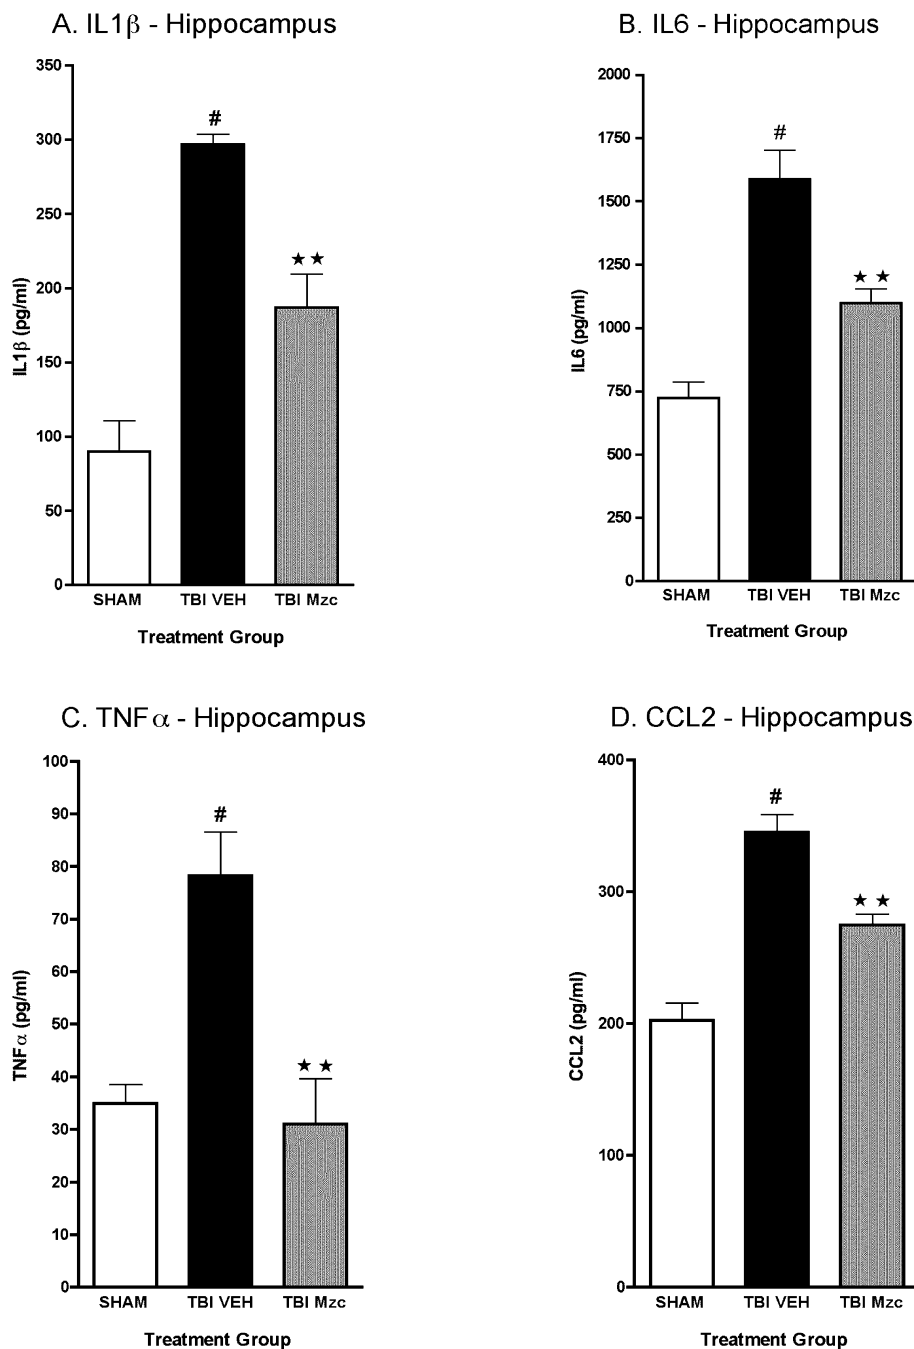 A. IL1β - Hippocampus
350
300
250
200
150
100
50
0
IL1β (pg/ml)
#
★★
SHAM TBI VEH TBI Mzc
Treatment Group
B. IL6 - Hippocampus
2000
1750
1500
1250
1000
750
500
250
0
IL6 (pg/ml)
#
★★
SHAM TBI VEH TBI Mzc
Treatment Group
C. TNFα - Hippocampus
100
90
80
70
60
50
40
30
20
10
0
TNFα (pg/ml)
#
★★
SHAM TBI VEH TBI Mzc
Treatment Group
D. CCL2 - Hippocampus
400
300
200
100
0
CCL2 (pg/ml)
#
★★
SHAM TBI VEH TBI Mzc
Treatment Group